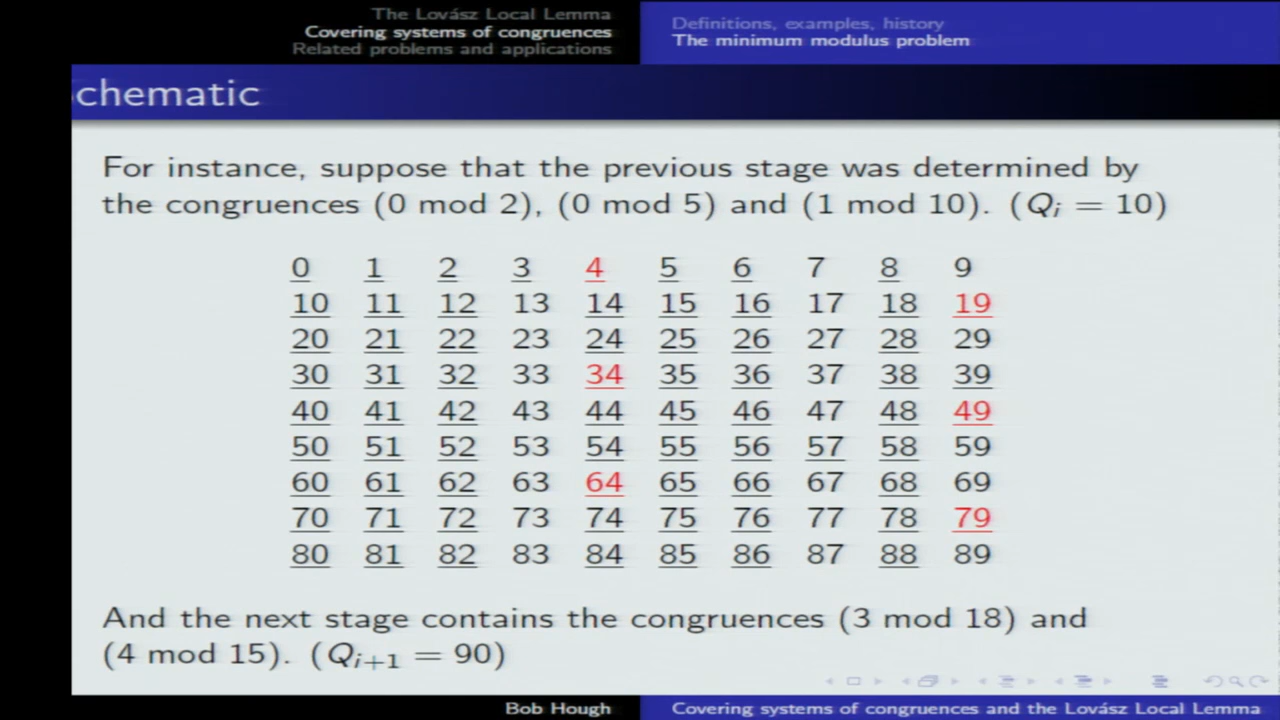 The Lovász Local Lemma
Covering systems of congruences
Related problems and applications
Definitions, examples, history
The minimum modulus problem
chematic
For instance, suppose that the previous stage was determined by
the congruences (0 mod 2), (0 mod 5) and (1 mod 10). (Qᵢ = 10)
0 1 2 3 4 5 6 7 8 9
10 11 12 13 14 15 16 17 18 19
20 21 22 23 24 25 26 27 28 29
30 31 32 33 34 35 36 37 38 39
40 41 42 43 44 45 46 47 48 49
50 51 52 53 54 55 56 57 58 59
60 61 62 63 64 65 66 67 68 69
70 71 72 73 74 75 76 77 78 79
80 81 82 83 84 85 86 87 88 89
And the next stage contains the congruences (3 mod 18) and
(4 mod 15). (Qᵢ₊₁ = 90)
Bob Hough
Covering systems of congruences and the Lovász Local Lemma